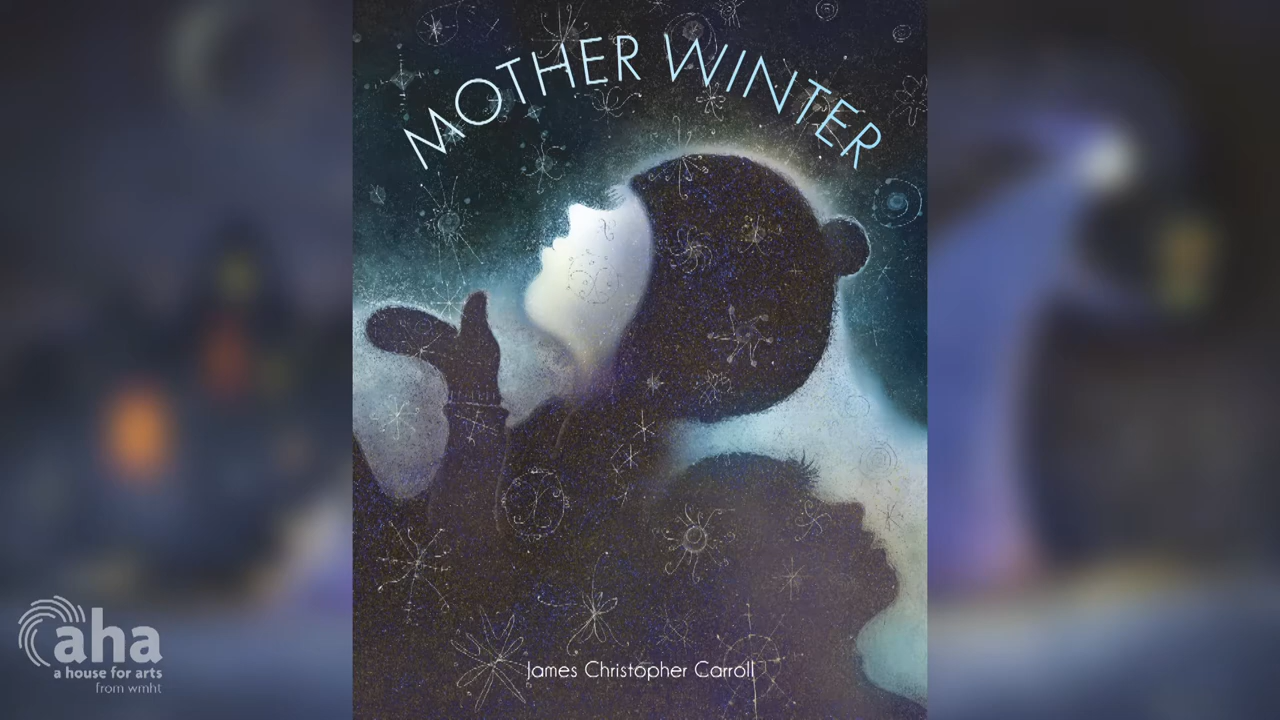 MOTHER WINTER
James Christopher Carroll
aha
a house for arts
from wmht